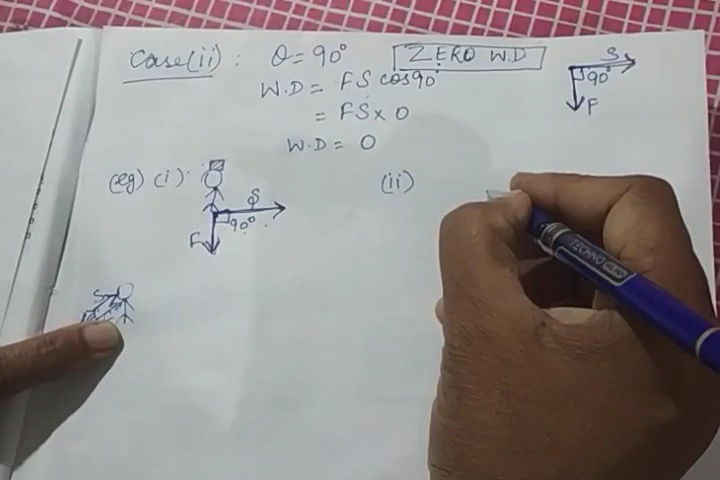 Case(ii) : θ = 90° ZERO W.D
W.D = FS cos90°
= FS x 0
W.D = 0
S
90°
F
(eg) (i)
S
90°
F
(ii)
TECHNO